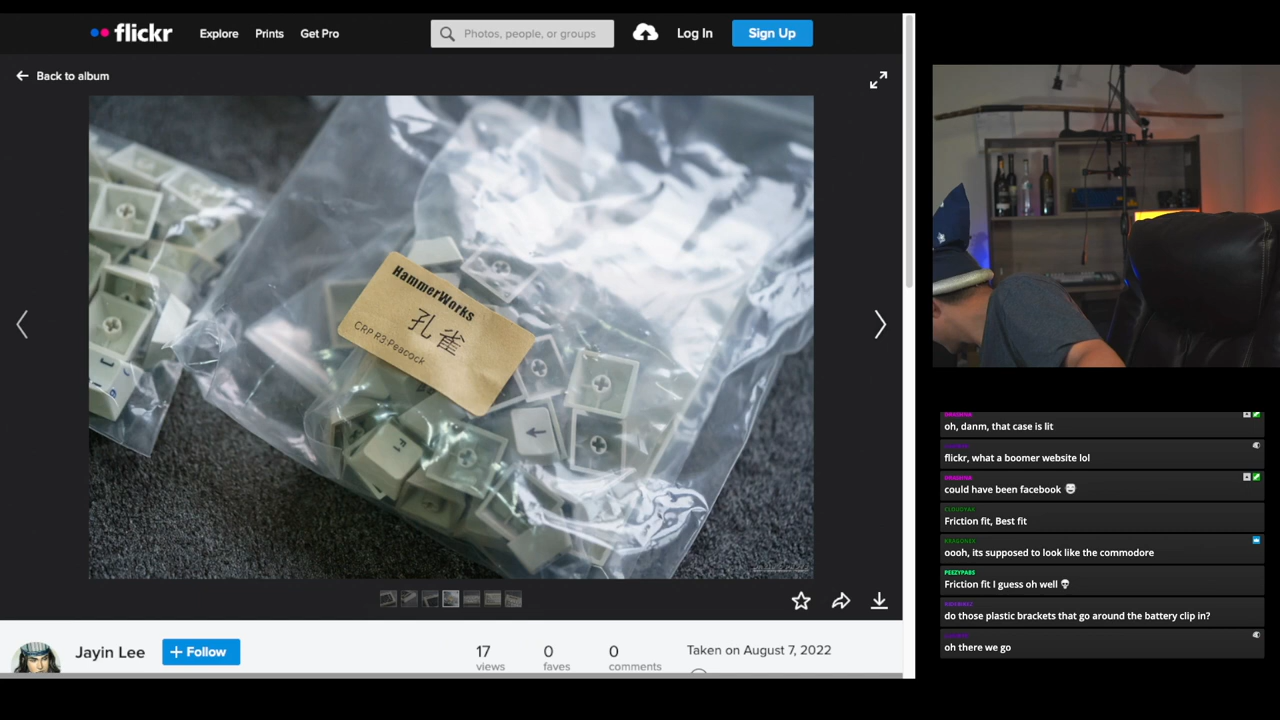 flickr
Explore
Prints
Get Pro
Photos, people, or groups
Log In
Sign Up
Back to album
HammerWorks
孔雀
CRP R3:Peacock
F1
Jayin Lee
+ Follow
17
views
0
faves
0
comments
Taken on August 7, 2022
oh, danm, that case is lit
flickr, what a boomer website lol
could have been facebook
CLOUDYAX
Friction fit, Best fit
oooh, its supposed to look like the commodore
PEEZYPABS
Friction fit I guess oh well
do those plastic brackets that go around the battery clip in?
oh there we go